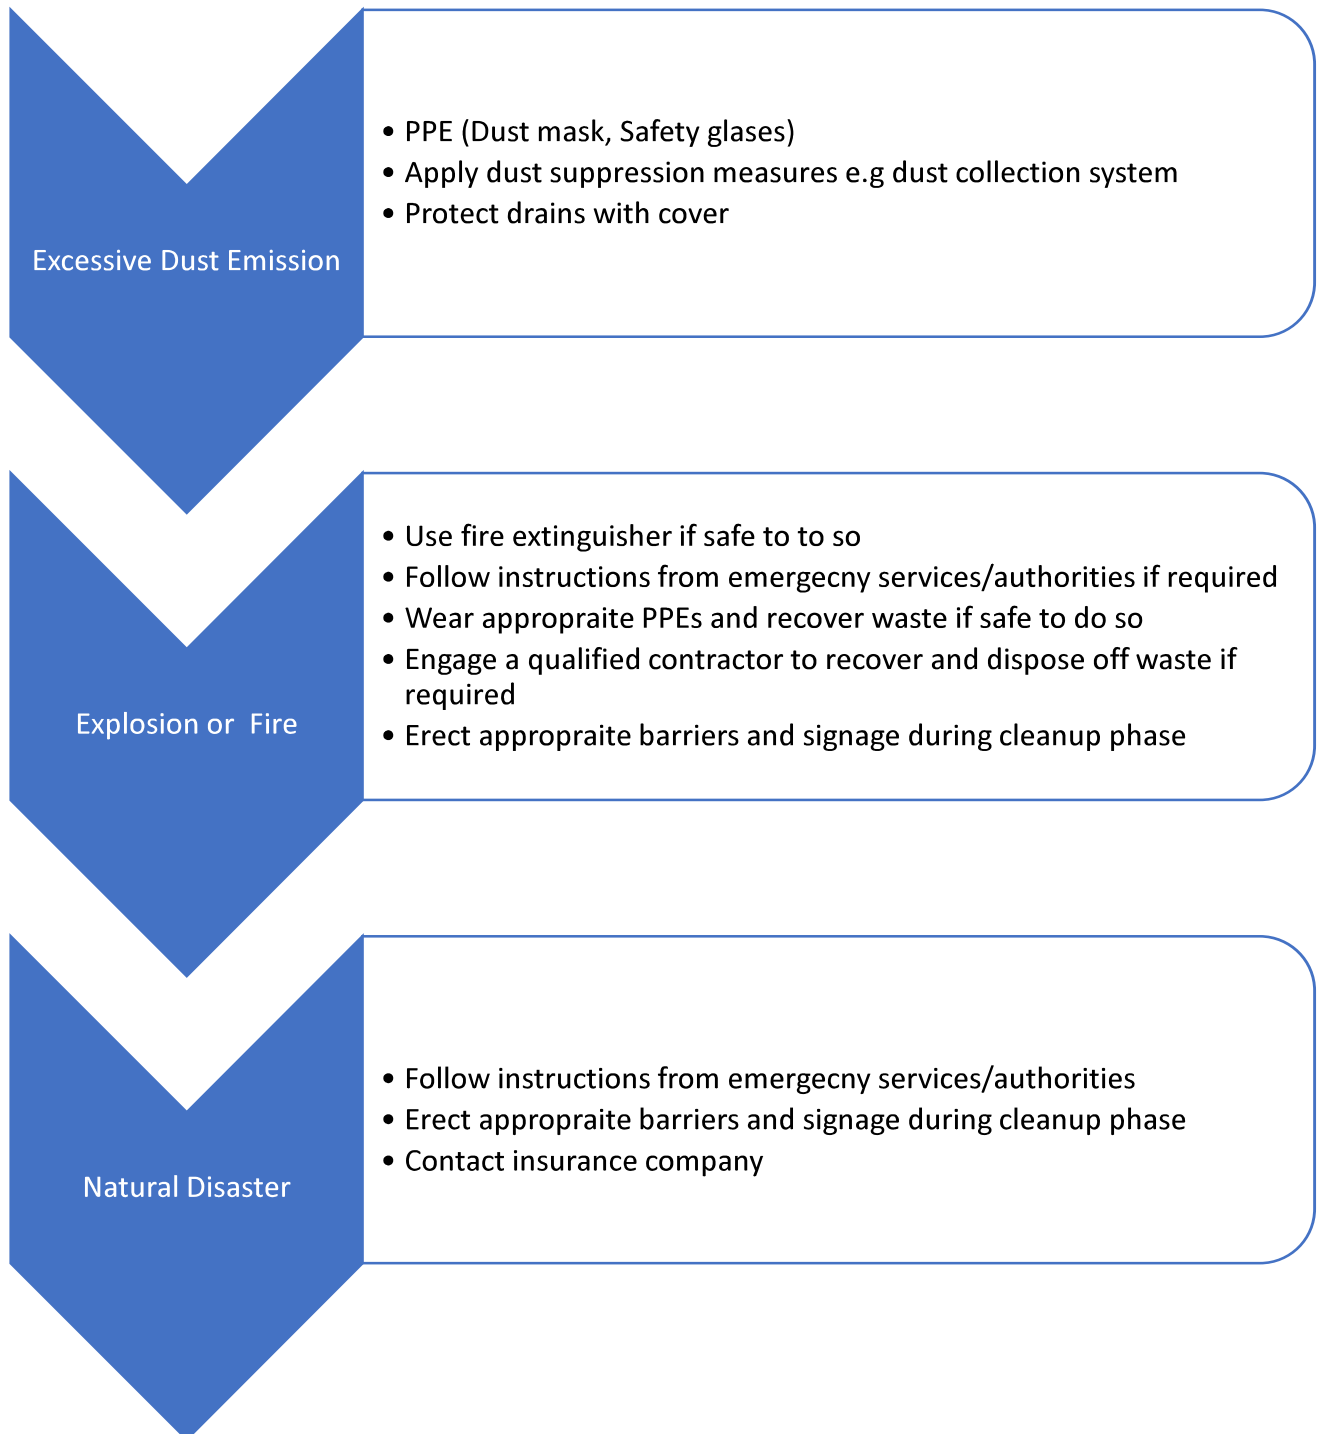 Excessive Dust Emission
• PPE (Dust mask, Safety glases)
• Apply dust suppression measures e.g dust collection system
• Protect drains with cover
Explosion or  Fire
• Use fire extinguisher if safe to to so
• Follow instructions from emergecny services/authorities if required
• Wear appropraite PPEs and recover waste if safe to do so
• Engage a qualified contractor to recover and dispose off waste if
required
• Erect appropraite barriers and signage during cleanup phase
Natural Disaster
• Follow instructions from emergecny services/authorities
• Erect appropraite barriers and signage during cleanup phase
• Contact insurance company